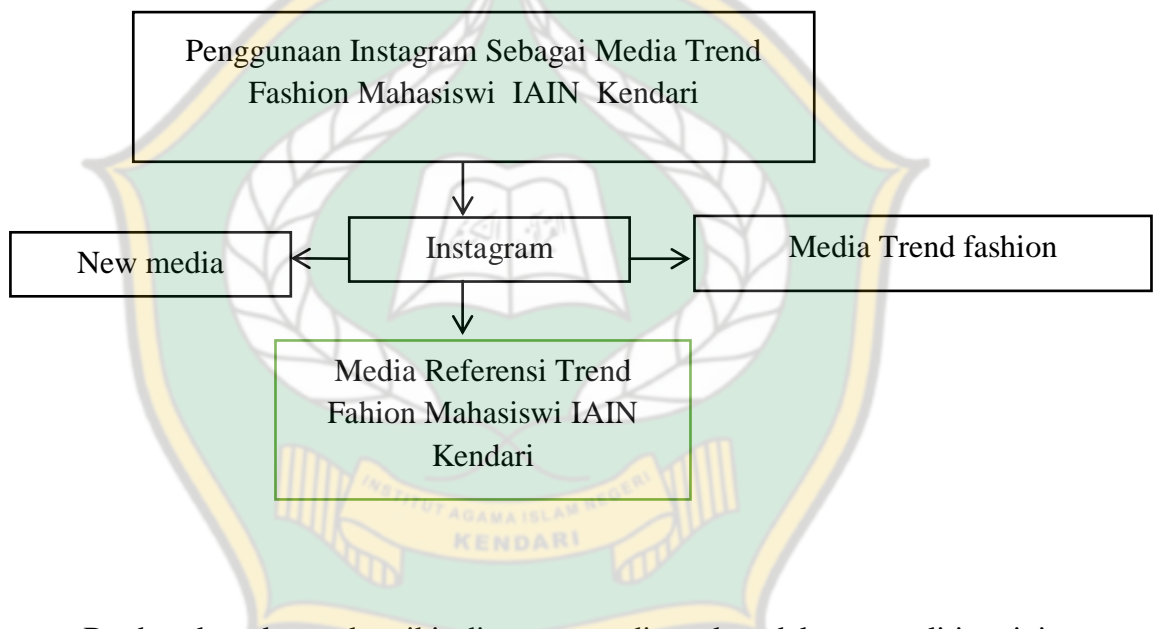 Penggunaan Instagram Sebagai Media Trend
Fashion Mahasiswi IAIN Kendari
New media
Instagram
Media Trend fashion
Media Referensi Trend
Fahion Mahasiswi IAIN
Kendari
INSTITUT AGAMA ISLAM NEGERI
KENDARI